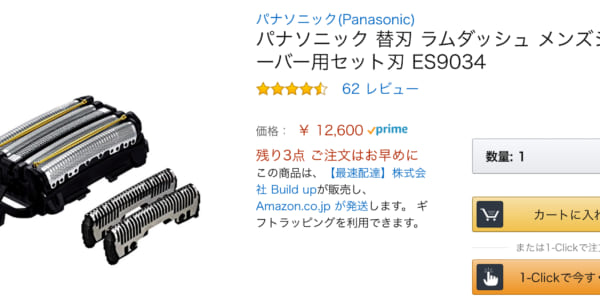 パナソニック(Panasonic)
パナソニック 替刃 ラムダッシュ メンズシ
ーバー用セット刃 ES9034
62 レビュー
価格： ￥ 12,600 prime
残り3点 ご注文はお早めに
この商品は、【最速配達】株式会
社 Build upが販売し、
Amazon.co.jp が発送します。 ギ
フトラッピングを利用できます。
数量: 1
カートに入れ
または1-Clickで注
1-Clickで今す